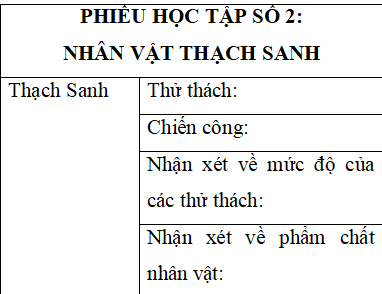 PHIẾU HỌC TẬP SỐ 2:
NHÂN VẬT THẠCH SANH
Thạch Sanh
Thử thách:
Chiến công:
Nhận xét về mức độ của
các thử thách:
Nhận xét về phẩm chất
nhân vật: